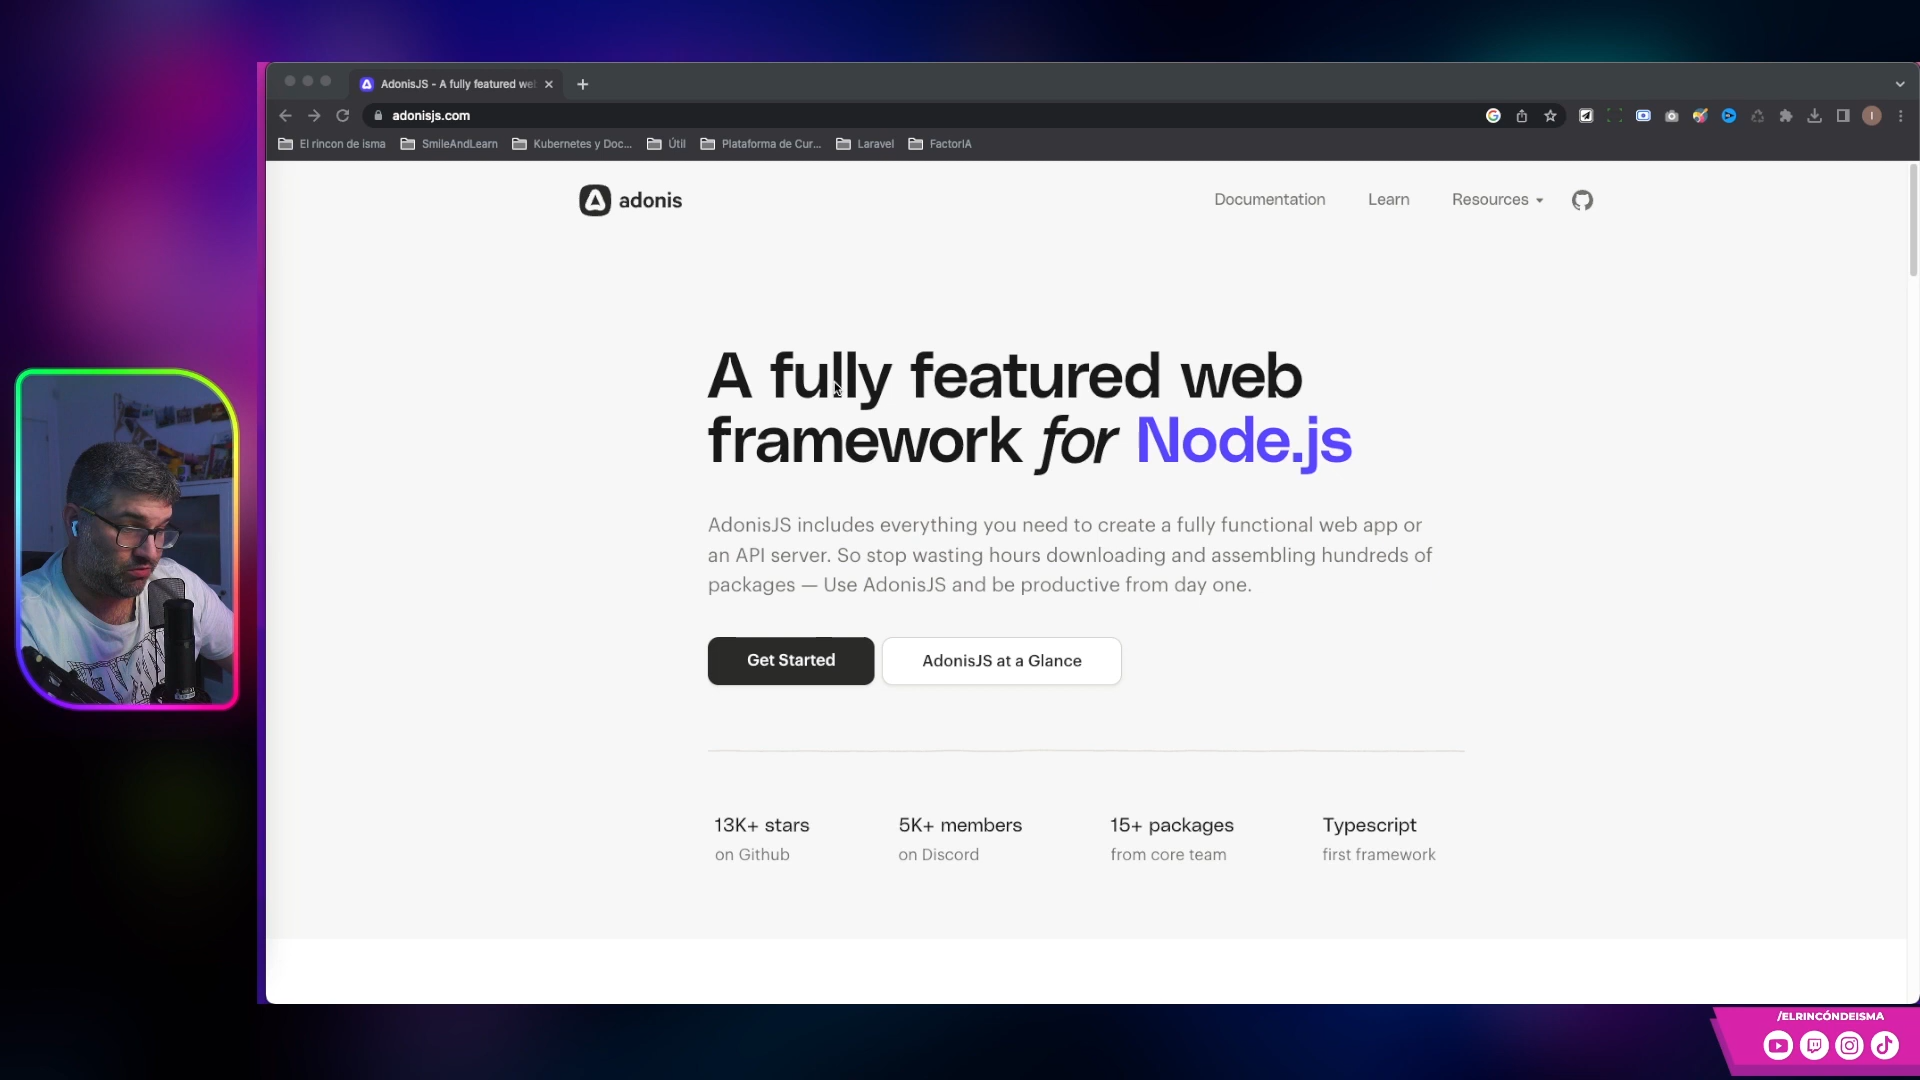 AdonisJS - A fully featured we
adonisjs.com
El rincon de isma
SmileAndLearn
Kubernetes y Doc...
Útil
Plataforma de Cur...
Laravel
FactorIA
adonis
Documentation
Learn
Resources
A fully featured web
framework for Node.js
AdonisJS includes everything you need to create a fully functional web app or
an API server. So stop wasting hours downloading and assembling hundreds of
packages — Use AdonisJS and be productive from day one.
Get Started
AdonisJS at a Glance
13K+ stars
on Github
5K+ members
on Discord
15+ packages
from core team
Typescript
first framework
/ELRINCÓNDEISMA